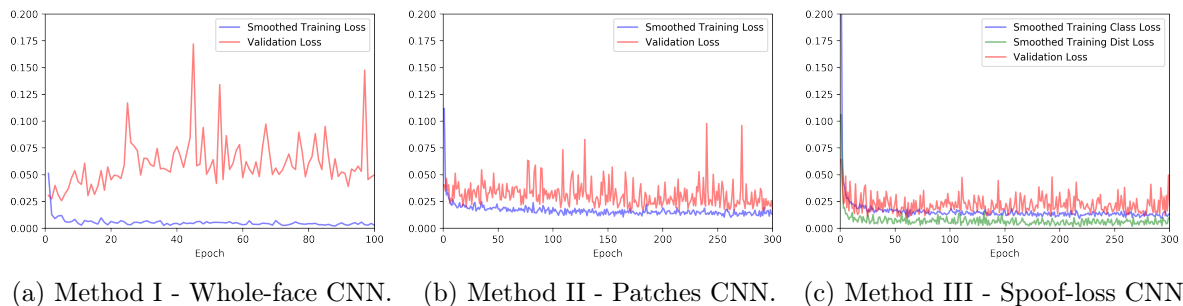 0.200
0.175
0.150
0.125
0.100
0.075
0.050
0.025
0.000
0 20 40 60 80 100
Epoch
Smoothed Training Loss
Validation Loss
(a) Method I - Whole-face CNN.
0.200
0.175
0.150
0.125
0.100
0.075
0.050
0.025
0.000
0 50 100 150 200 250 300
Epoch
Smoothed Training Loss
Validation Loss
(b) Method II - Patches CNN.
0.200
0.175
0.150
0.125
0.100
0.075
0.050
0.025
0.000
0 50 100 150 200 250 300
Epoch
Smoothed Training Class Loss
Smoothed Training Dist Loss
Validation Loss
(c) Method III - Spoof-loss CNN